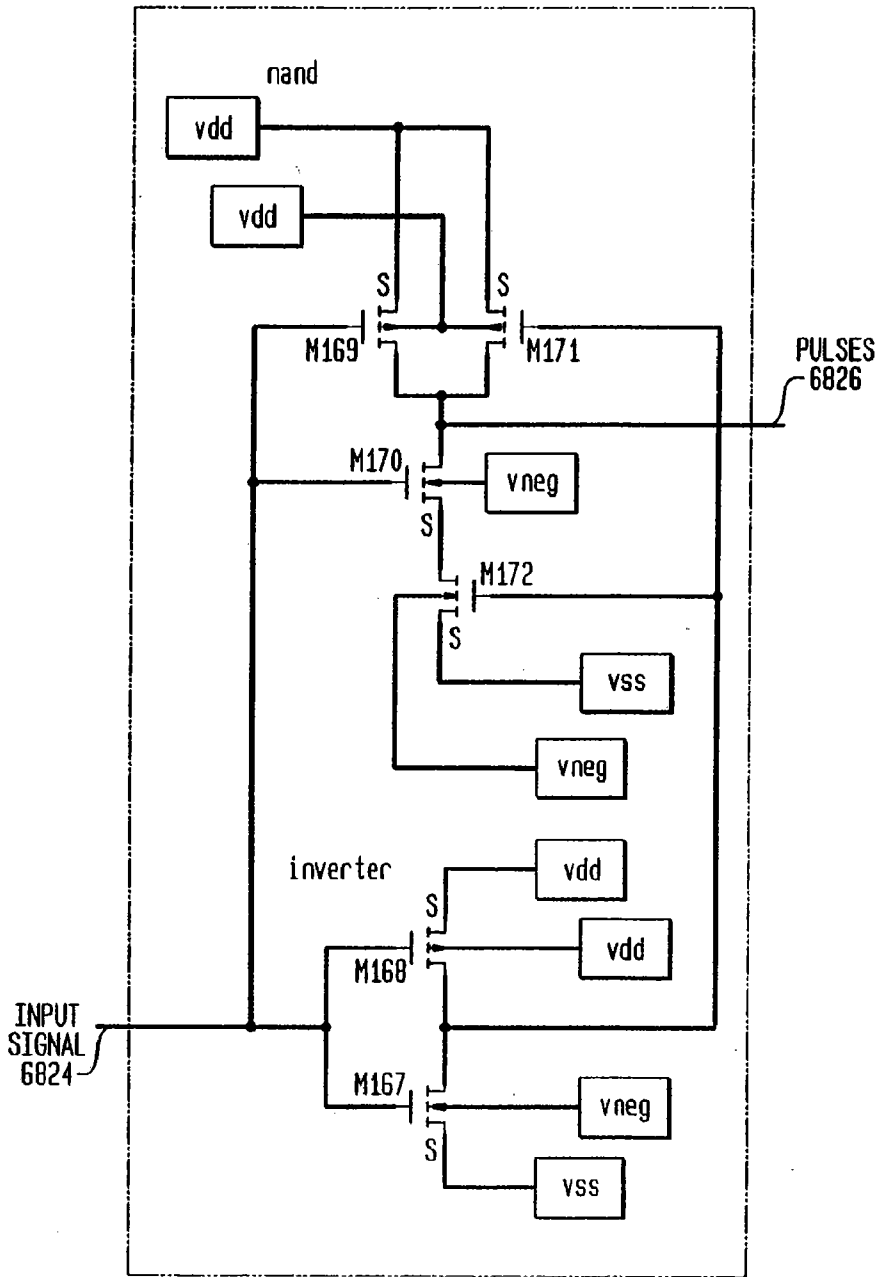 nand
vdd
vdd
S
S
M169
M171
PULSES
6826
M170
vneg
S
M172
S
vss
vneg
inverter
vdd
S
vdd
M168
INPUT
SIGNAL
6824
M167
vneg
S
vss